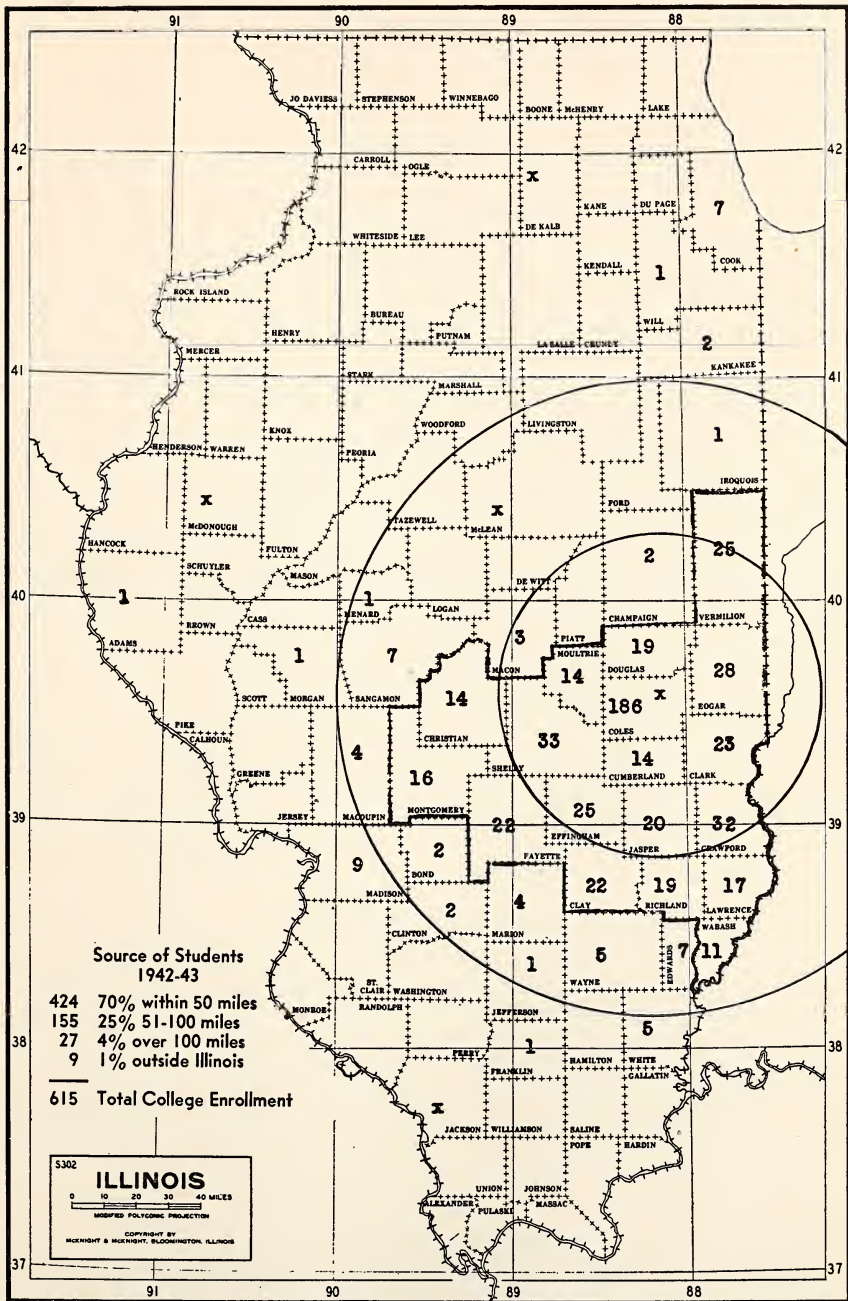 91 90 89 88
JO DAVIESS STEPHENSON WINNEBAGO BOONE McHENRY LAKE
42 42
CARROLL OGLE x
KANE DU PAGE 7
WHITESIDE LEE DE KALB
COOK
KENDALL 1
ROCK ISLAND
BUREAU WILL
HENRY PUTNAM 2
LA SALLE GRUNDY
MERCER
41 KANKAKEE 41
STARK
MARSHALL
KNOX WOODFORD LIVINGSTON 1
HENDERSON WARREN PEORIA
IROQUOIS
x x FORD
McDONOUGH TAZEWELL McLEAN
HANCOCK FULTON 2 25
SCHUYLER MASON DE WITT
40 1 1 40
MENARD LOGAN CHAMPAIGN VERMILION
BROWN CASS 3 PIATT
ADAMS 1 7 MACON MOULTRIE 19
14 DOUGLAS 28
SCOTT MORGAN SANGAMON 14 186 x
PIKE EDGAR
CALHOUN 4 CHRISTIAN 33 COLES 23
SHELBY 14
GREENE 16 CUMBERLAND CLARK
25
39 JERSEY MACOUPIN MONTGOMERY 22 20 32 39
EFFINGHAM
2 JASPER CRAWFORD
9 FAYETTE
BOND 22 19 17
MADISON 2 4 CLAY RICHLAND LAWRENCE
WABASH
CLINTON MARION
1 5 EDWARDS 7 11
ST. CLAIR WASHINGTON WAYNE
MONROE RANDOLPH
JEFFERSON 5
38 PERRY 1 HAMILTON WHITE 38
FRANKLIN GALLATIN
x
JACKSON WILLIAMSON SALINE
POPE HARDIN
UNION JOHNSON
ALEXANDER PULASKI MASSAC
37 37
91 90 89 88
Source of Students
1942-43
424 70% within 50 miles
155 25% 51-100 miles
27 4% over 100 miles
9 1% outside Illinois
615 Total College Enrollment
S302
ILLINOIS
0 10 20 30 40 MILES
MODIFIED POLYCONIC PROJECTION
COPYRIGHT BY
McKNIGHT & McKNIGHT, BLOOMINGTON, ILLINOIS